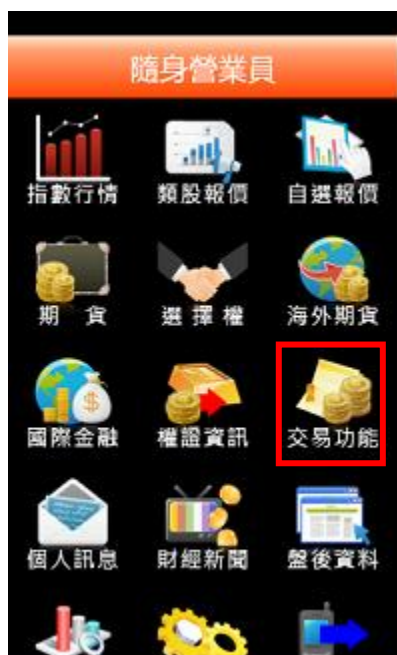 隨身營業員
指數行情 類股報價 自選報價
期 貨 選 擇 權 海外期貨
國際金融 權證資訊 交易功能
個人訊息 財經新聞 盤後資料